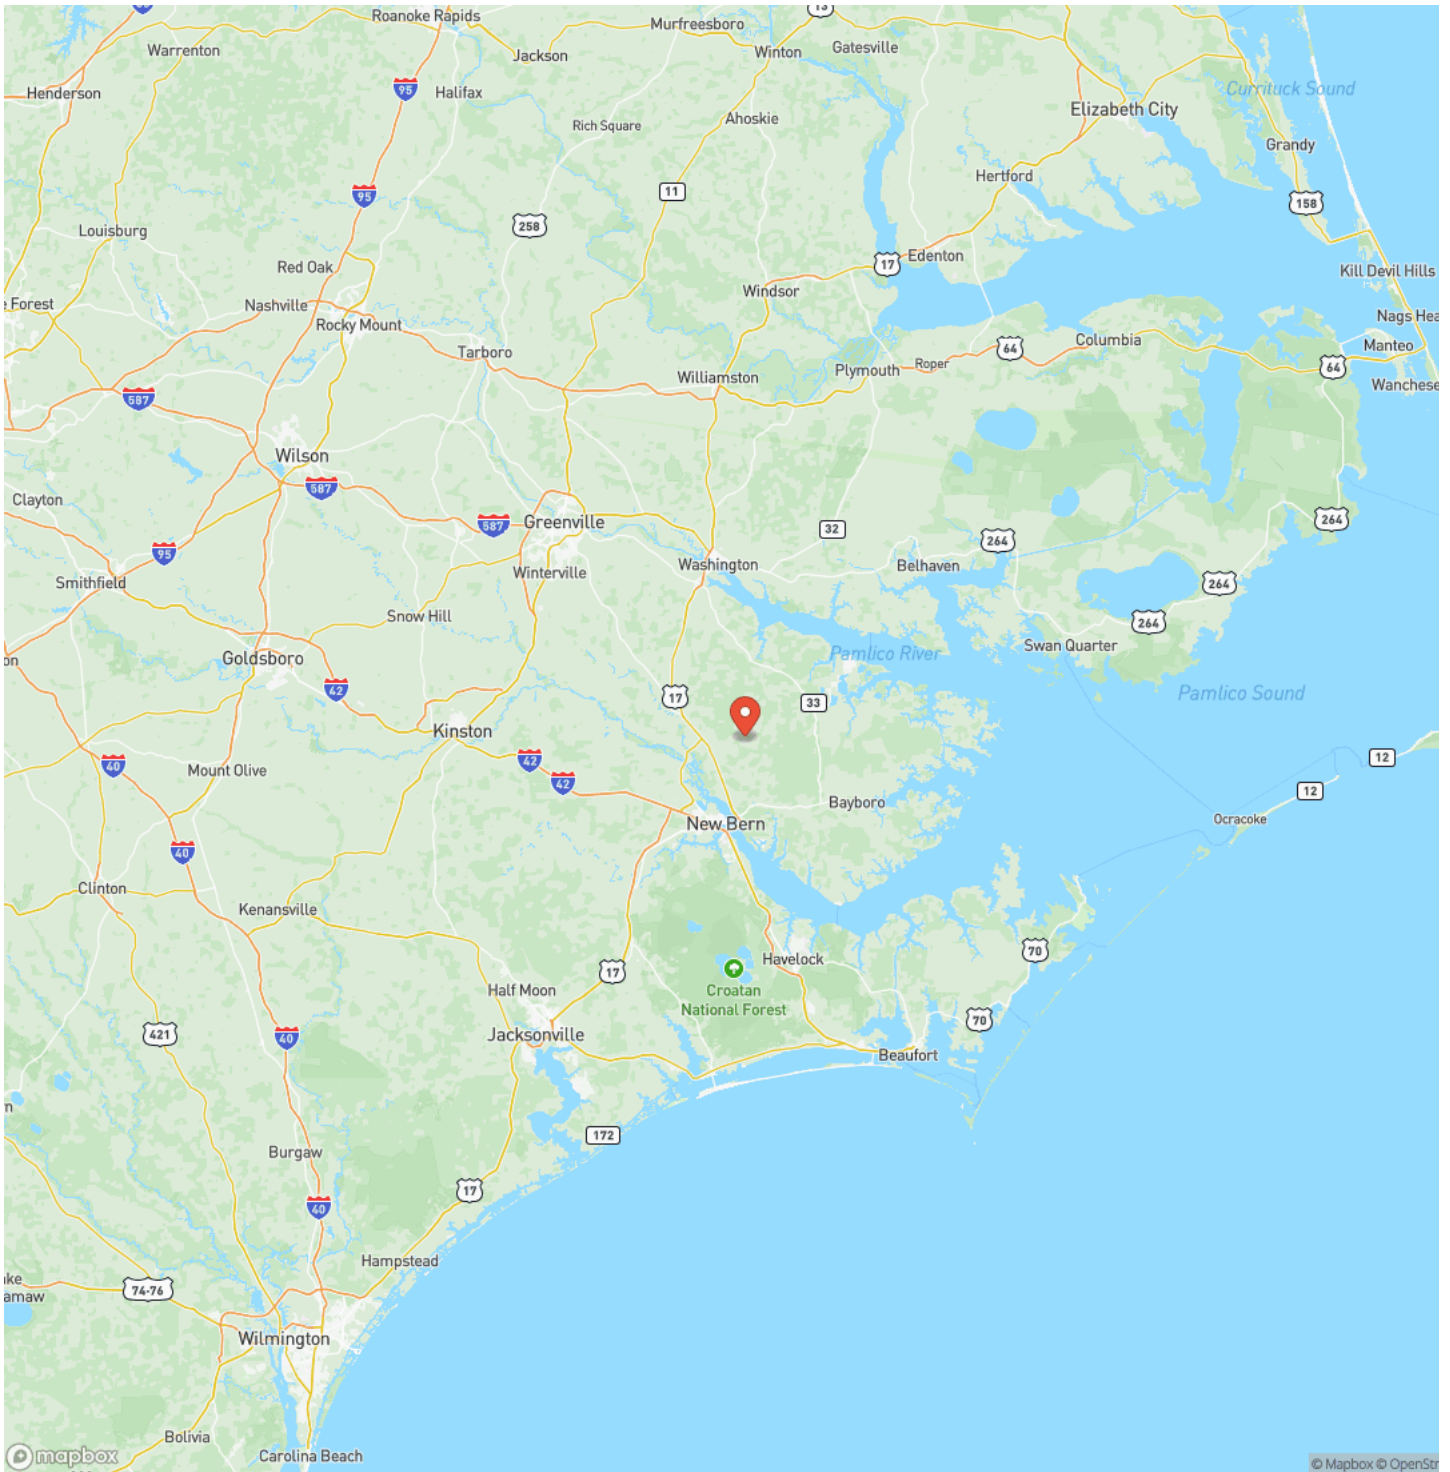 Roanoke Rapids
Murfreesboro
13
Warrenton
Jackson
Winton
Gatesville
Henderson
95
Halifax
Currituck Sound
Elizabeth City
Ahoskie
Rich Square
Grandy
Hertford
95
11
158
Louisburg
258
Edenton
17
Red Oak
Kill Devil Hills
Windsor
e Forest
Nashville
Rocky Mount
Nags Hea
Columbia
Manteo
Tarboro
64
Roper
64
Plymouth
Williamston
Wanchese
587
Wilson
587
Clayton
Greenville
587
32
264
264
95
Washington
Belhaven
Winterville
Smithfield
264
Snow Hill
264
Swan Quarter
Pamlico River
on
Goldsboro
42
Pamlico Sound
17
33
Kinston
42
12
40
Mount Olive
42
12
Bayboro
Ocracoke
New Bern
40
Clinton
Kenansville
70
Havelock
17
Half Moon
Croatan
National Forest
70
421
40
Jacksonville
Beaufort
n
172
Burgaw
17
40
Hampstead
ke
amaw
74-76
Wilmington
Bolivia
Carolina Beach
mapbox
© Mapbox © OpenStr